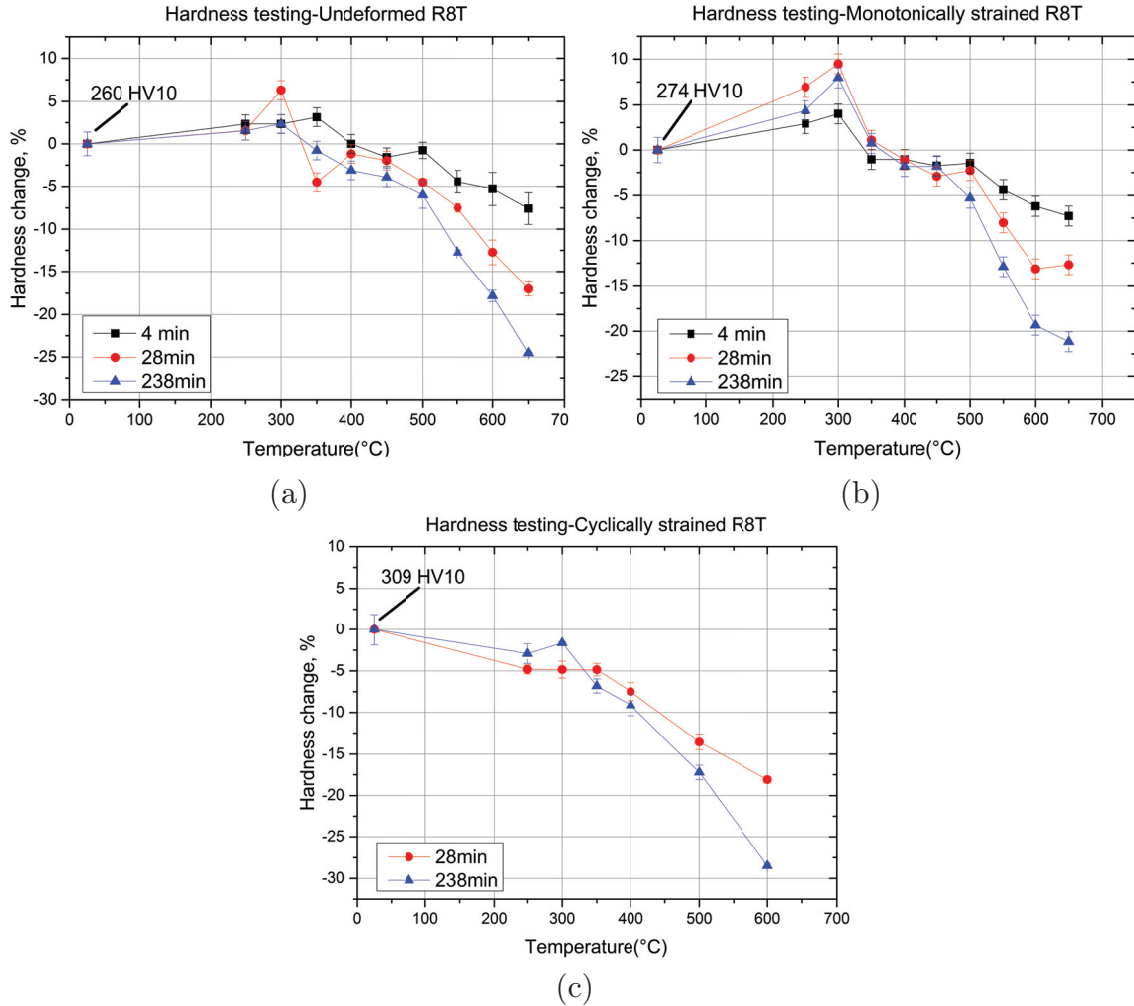 Hardness testing-Undeformed R8T
10
5
0
-5
-10
-15
-20
-25
-30
Hardness change, %
260 HV10
4 min
28min
238min
0 100 200 300 400 500 600 70
Temperature(°C)
(a)
Hardness testing-Monotonically strained R8T
10
5
0
-5
-10
-15
-20
-25
Hardness change, %
274 HV10
4 min
28min
238min
0 100 200 300 400 500 600 700
Temperature(°C)
(b)
Hardness testing-Cyclically strained R8T
10
5
0
-5
-10
-15
-20
-25
-30
Hardness change, %
309 HV10
28min
238min
0 100 200 300 400 500 600 700
Temperature(°C)
(c)